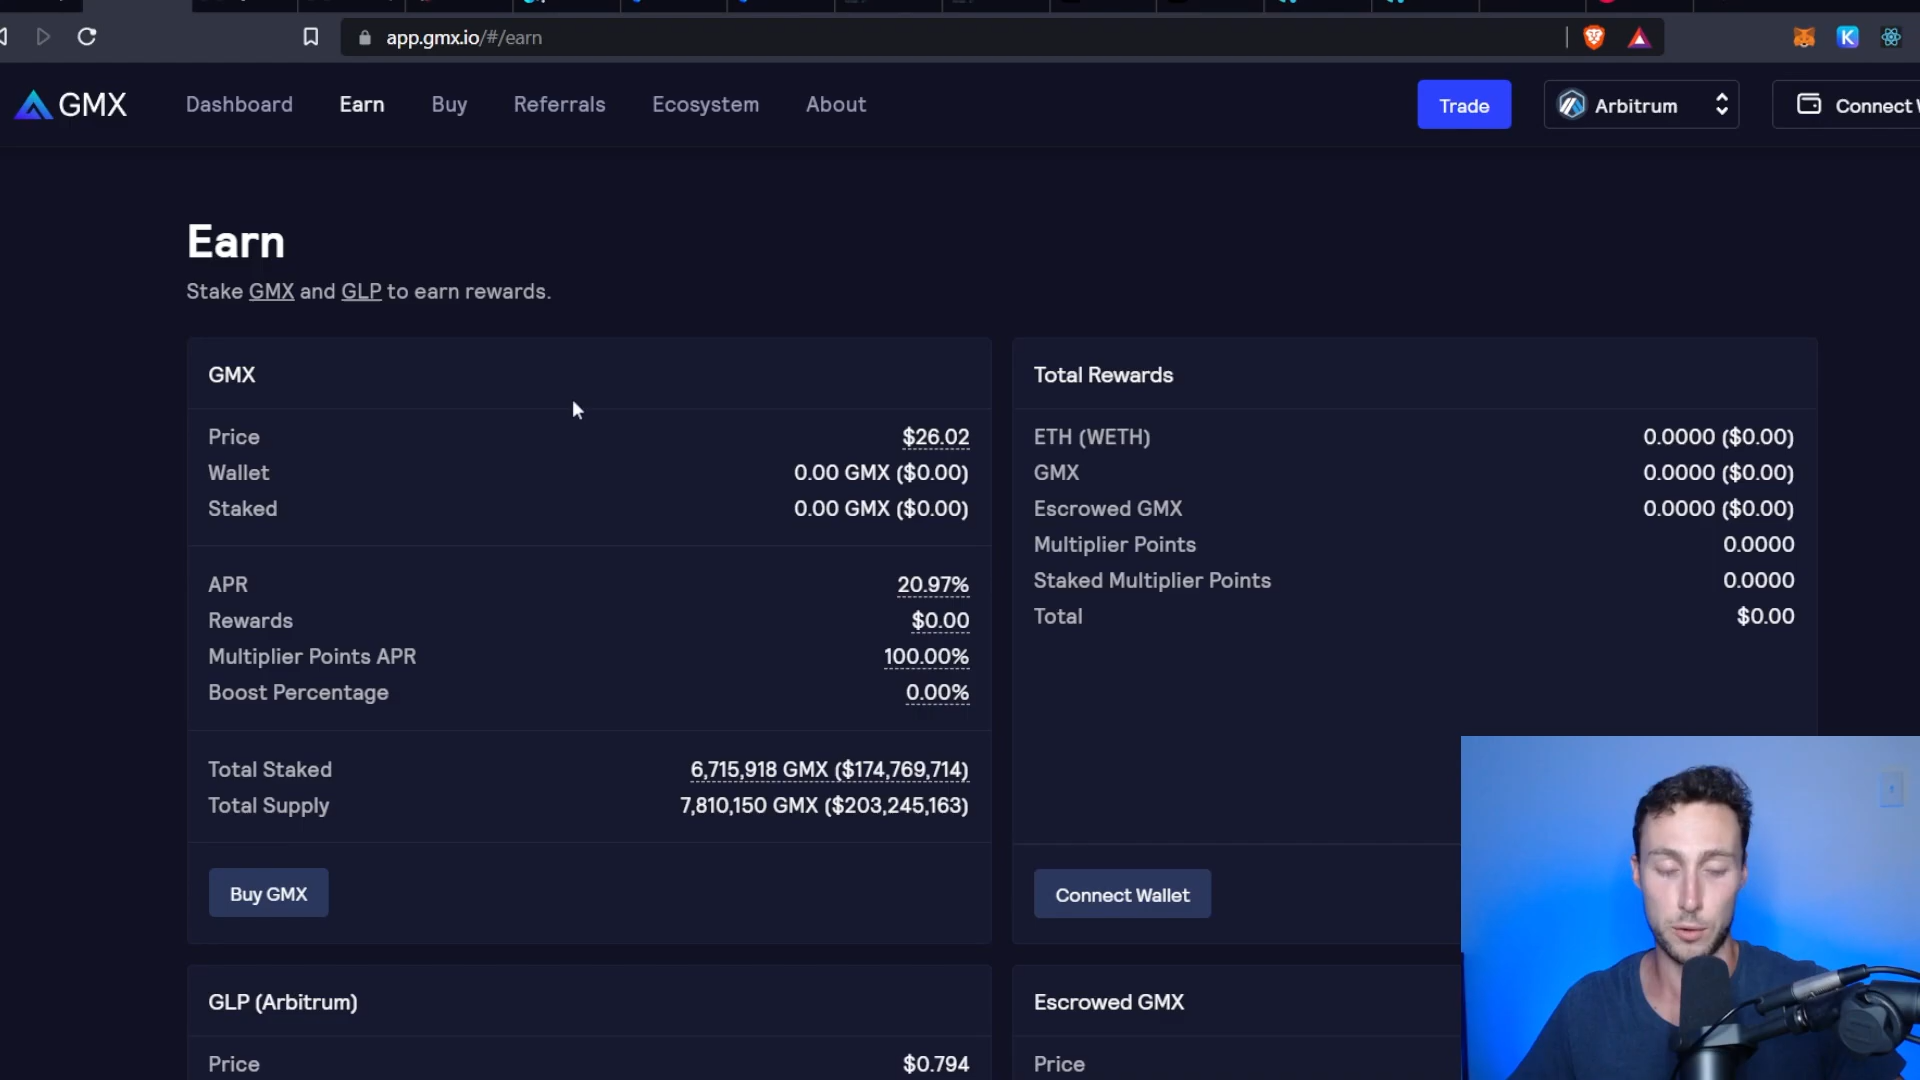 app.gmx.io/#/earn
K
GMX
Dashboard
Earn
Buy
Referrals
Ecosystem
About
Trade
Arbitrum
Connect W
Earn
Stake GMX and GLP to earn rewards.
GMX
Price $26.02
Wallet 0.00 GMX ($0.00)
Staked 0.00 GMX ($0.00)
APR 20.97%
Rewards $0.00
Multiplier Points APR 100.00%
Boost Percentage 0.00%
Total Staked 6,715,918 GMX ($174,769,714)
Total Supply 7,810,150 GMX ($203,245,163)
Buy GMX
Total Rewards
ETH (WETH) 0.0000 ($0.00)
GMX 0.0000 ($0.00)
Escrowed GMX 0.0000 ($0.00)
Multiplier Points 0.0000
Staked Multiplier Points 0.0000
Total $0.00
Connect Wallet
GLP (Arbitrum)
Price $0.794
Escrowed GMX
Price